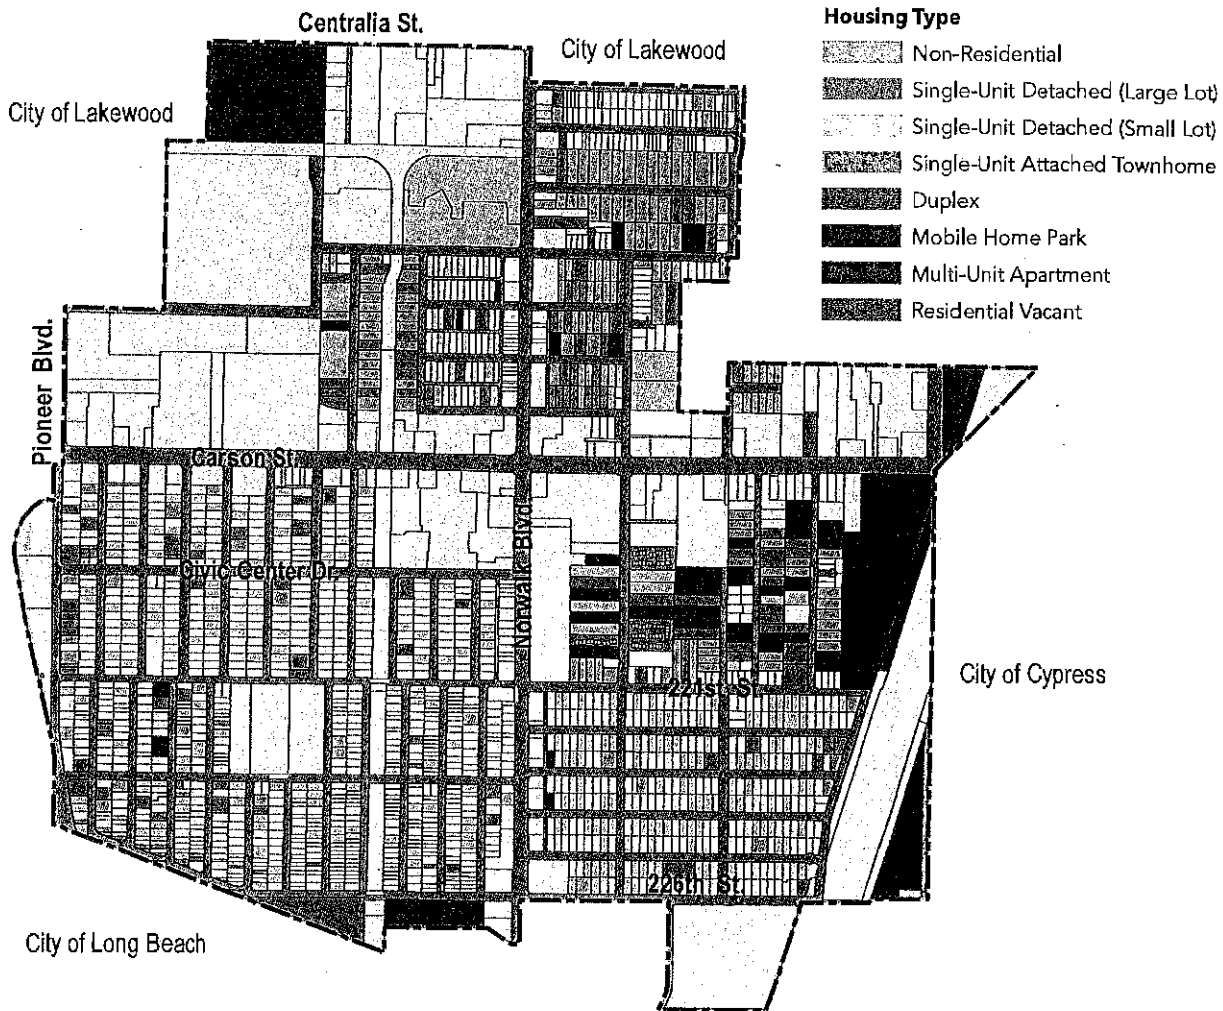 Centralia St.
City of Lakewood
City of Lakewood
Housing Type
Non-Residential
Single-Unit Detached (Large Lot)
Single-Unit Detached (Small Lot)
Single-Unit Attached Townhome
Duplex
Mobile Home Park
Multi-Unit Apartment
Residential Vacant
Pioneer Blvd.
Carson St.
Norwalk Blvd.
Civic Center Dr.
221st St.
City of Cypress
226th St.
City of Long Beach